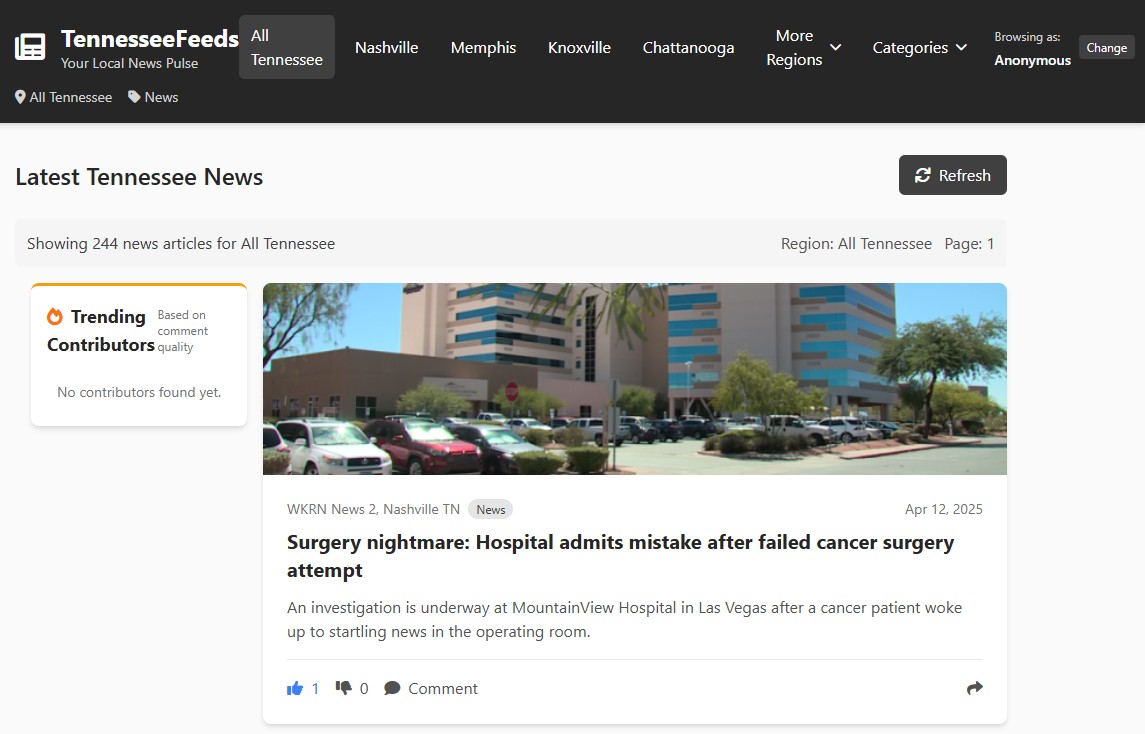 TennesseeFeeds
Your Local News Pulse
All
Tennessee
Nashville
Memphis
Knoxville
Chattanooga
More
Regions
Categories
Browsing as:
Anonymous
Change
All Tennessee
News
Latest Tennessee News
Refresh
Showing 244 news articles for All Tennessee
Region: All Tennessee
Page: 1
Trending
Contributors
Based on
comment
quality
No contributors found yet.
WKRN News 2, Nashville TN
News
Apr 12, 2025
Surgery nightmare: Hospital admits mistake after failed cancer surgery
attempt
An investigation is underway at MountainView Hospital in Las Vegas after a cancer patient woke
up to startling news in the operating room.
1
0
Comment